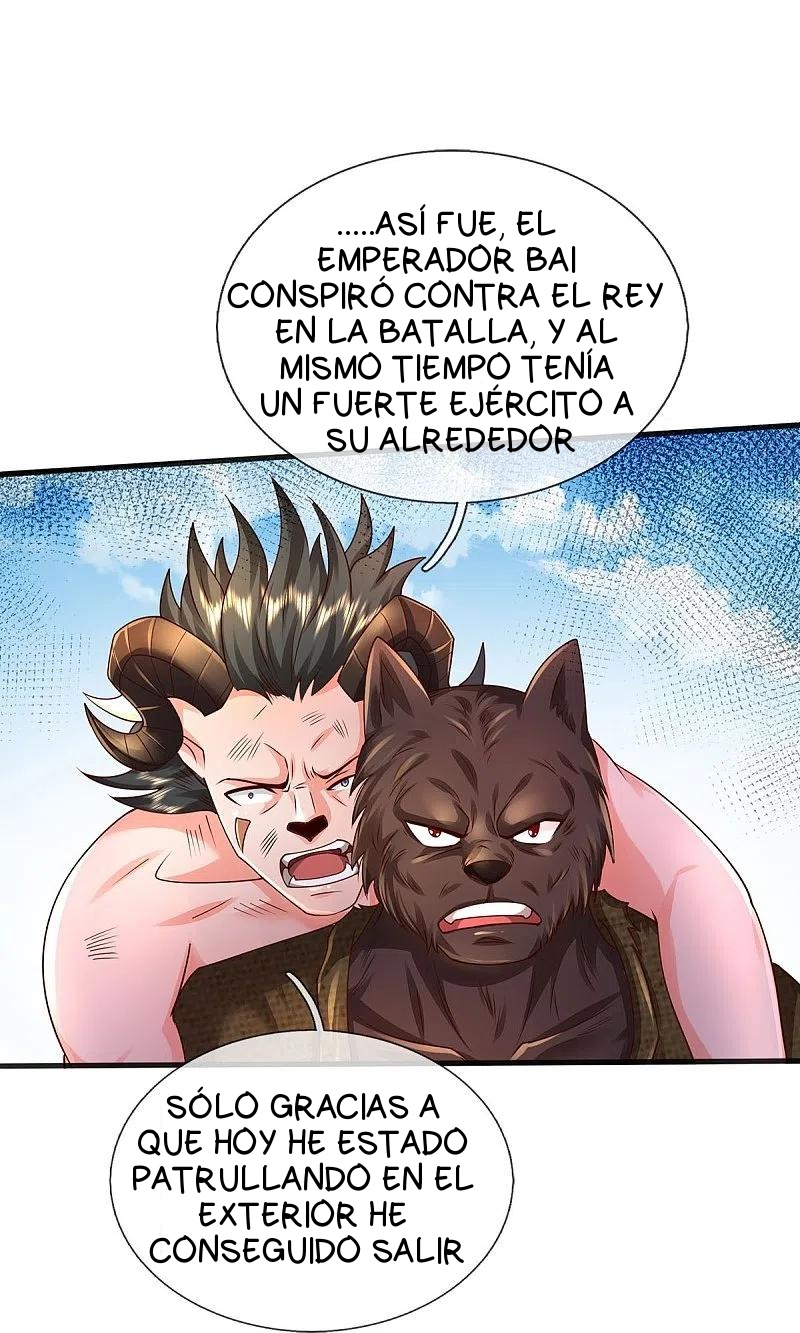 .....ASÍ FUE, EL
EMPERADOR BAI
CONSPIRÓ CONTRA EL REY
EN LA BATALLA, Y AL
MISMO TIEMPO TENÍA
UN FUERTE EJÉRCITO A
SU ALREDEDOR
SÓLO GRACIAS A
QUE HOY HE ESTADO
PATRULLANDO EN EL
EXTERIOR HE
CONSEGUIDO SALIR